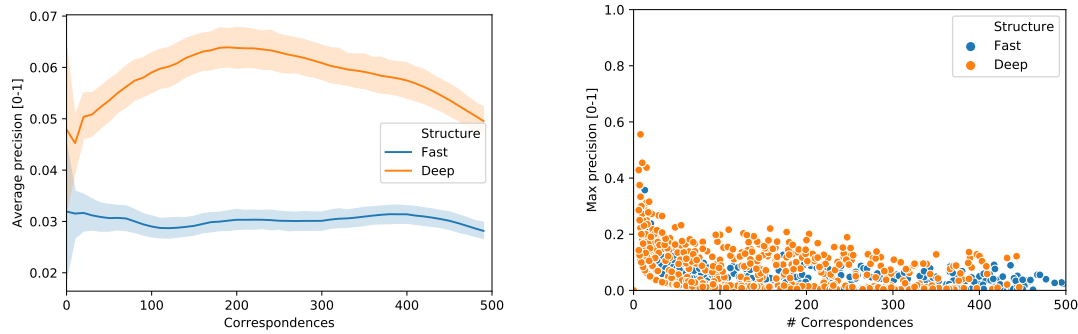 0.07
0.06
0.05
0.04
0.03
0.02
Average precision [0-1]
Structure
Fast
Deep
0 100 200 300 400 500
Correspondences
1.0
0.8
0.6
0.4
0.2
0.0
Max precision [0-1]
Structure
Fast
Deep
0 100 200 300 400 500
# Correspondences